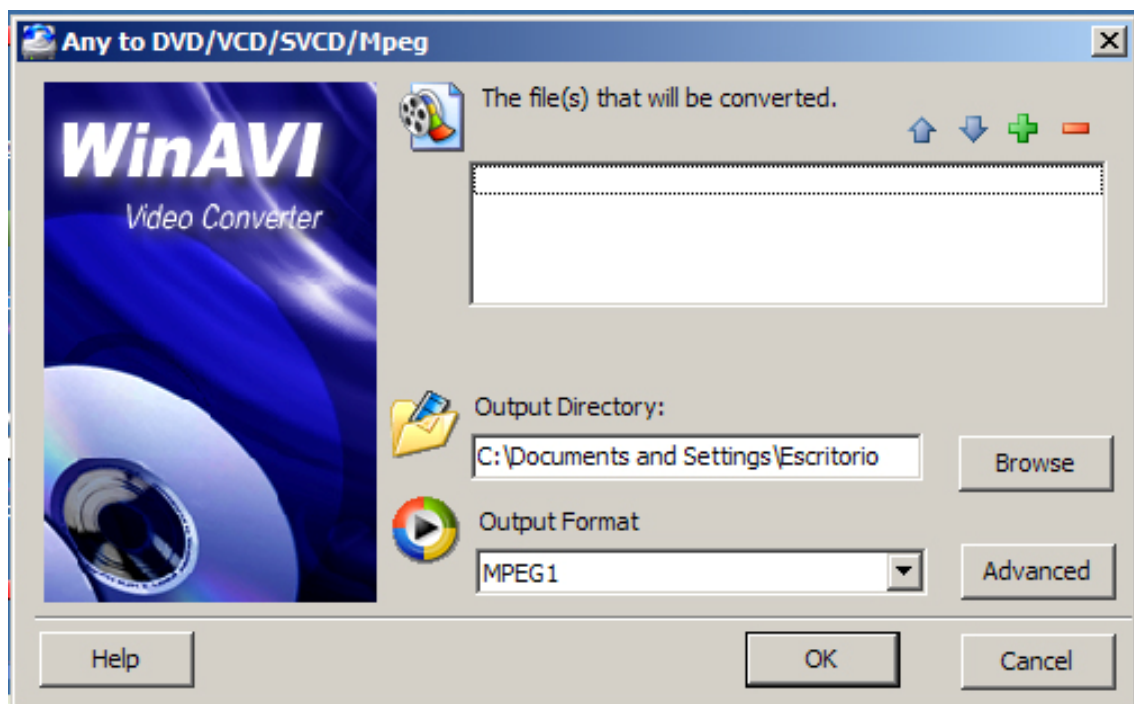 Any to DVD/VCD/SVCD/Mpeg
WinAVI
Video Converter
The file(s) that will be converted.
Output Directory:
C:\Documents and Settings\Escritorio
Browse
Output Format
MPEG1
Advanced
Help
OK
Cancel